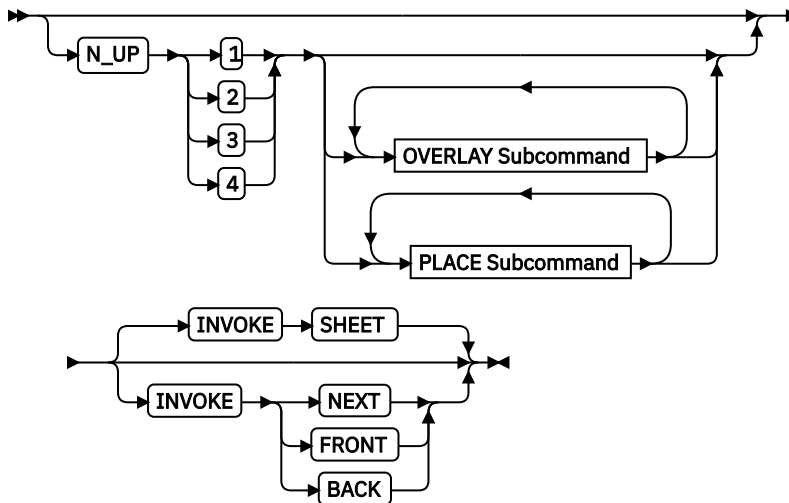 N_UP 1
2
OVERLAY Subcommand
3
4
PLACE Subcommand
INVOKE SHEET
INVOKE NEXT
FRONT
BACK